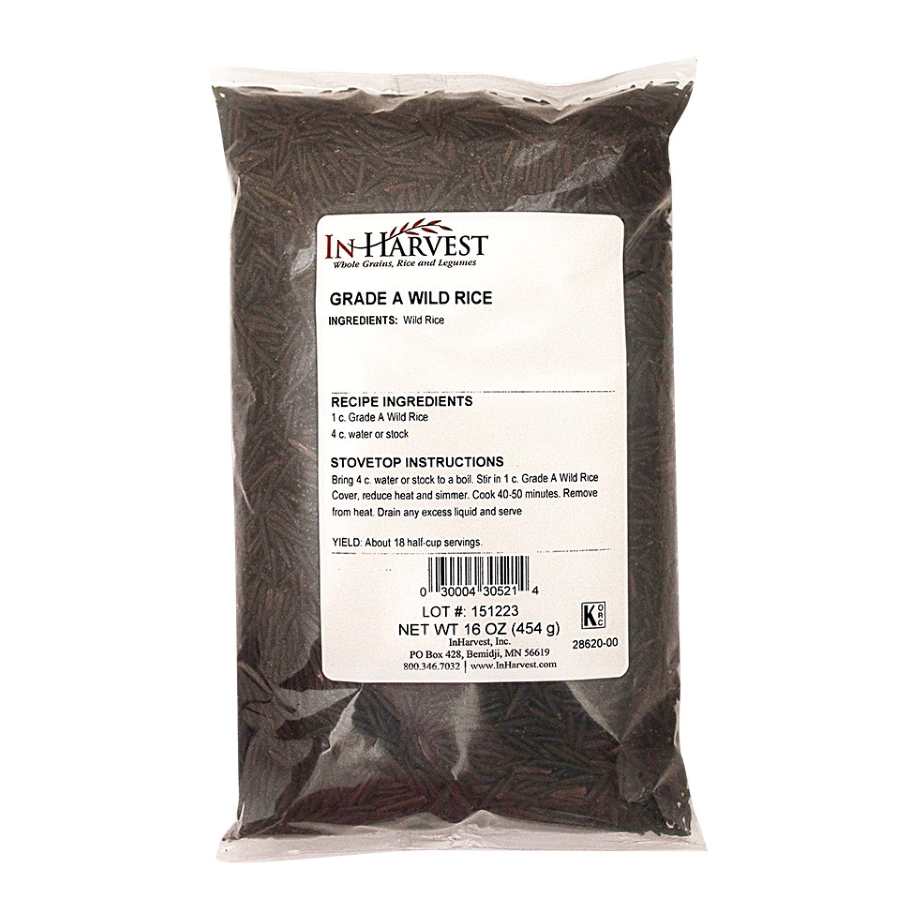 IN HARVEST
Whole Grains, Rice and Legumes
GRADE A WILD RICE
INGREDIENTS: Wild Rice
RECIPE INGREDIENTS
1 c. Grade A Wild Rice
4 c. water or stock
STOVETOP INSTRUCTIONS
Bring 4 c. water or stock to a boil. Stir in 1 c. Grade A Wild Rice
Cover, reduce heat and simmer. Cook 40-50 minutes. Remove
from heat. Drain any excess liquid and serve
YIELD: About 18 half-cup servings.
0 30004 30521 4
LOT #: 151223
NET WT 16 OZ (454 g)
InHarvest, Inc.
PO Box 428, Bemidji, MN 56619
800.346.7032 | www.InHarvest.com
K ORC
28620-00